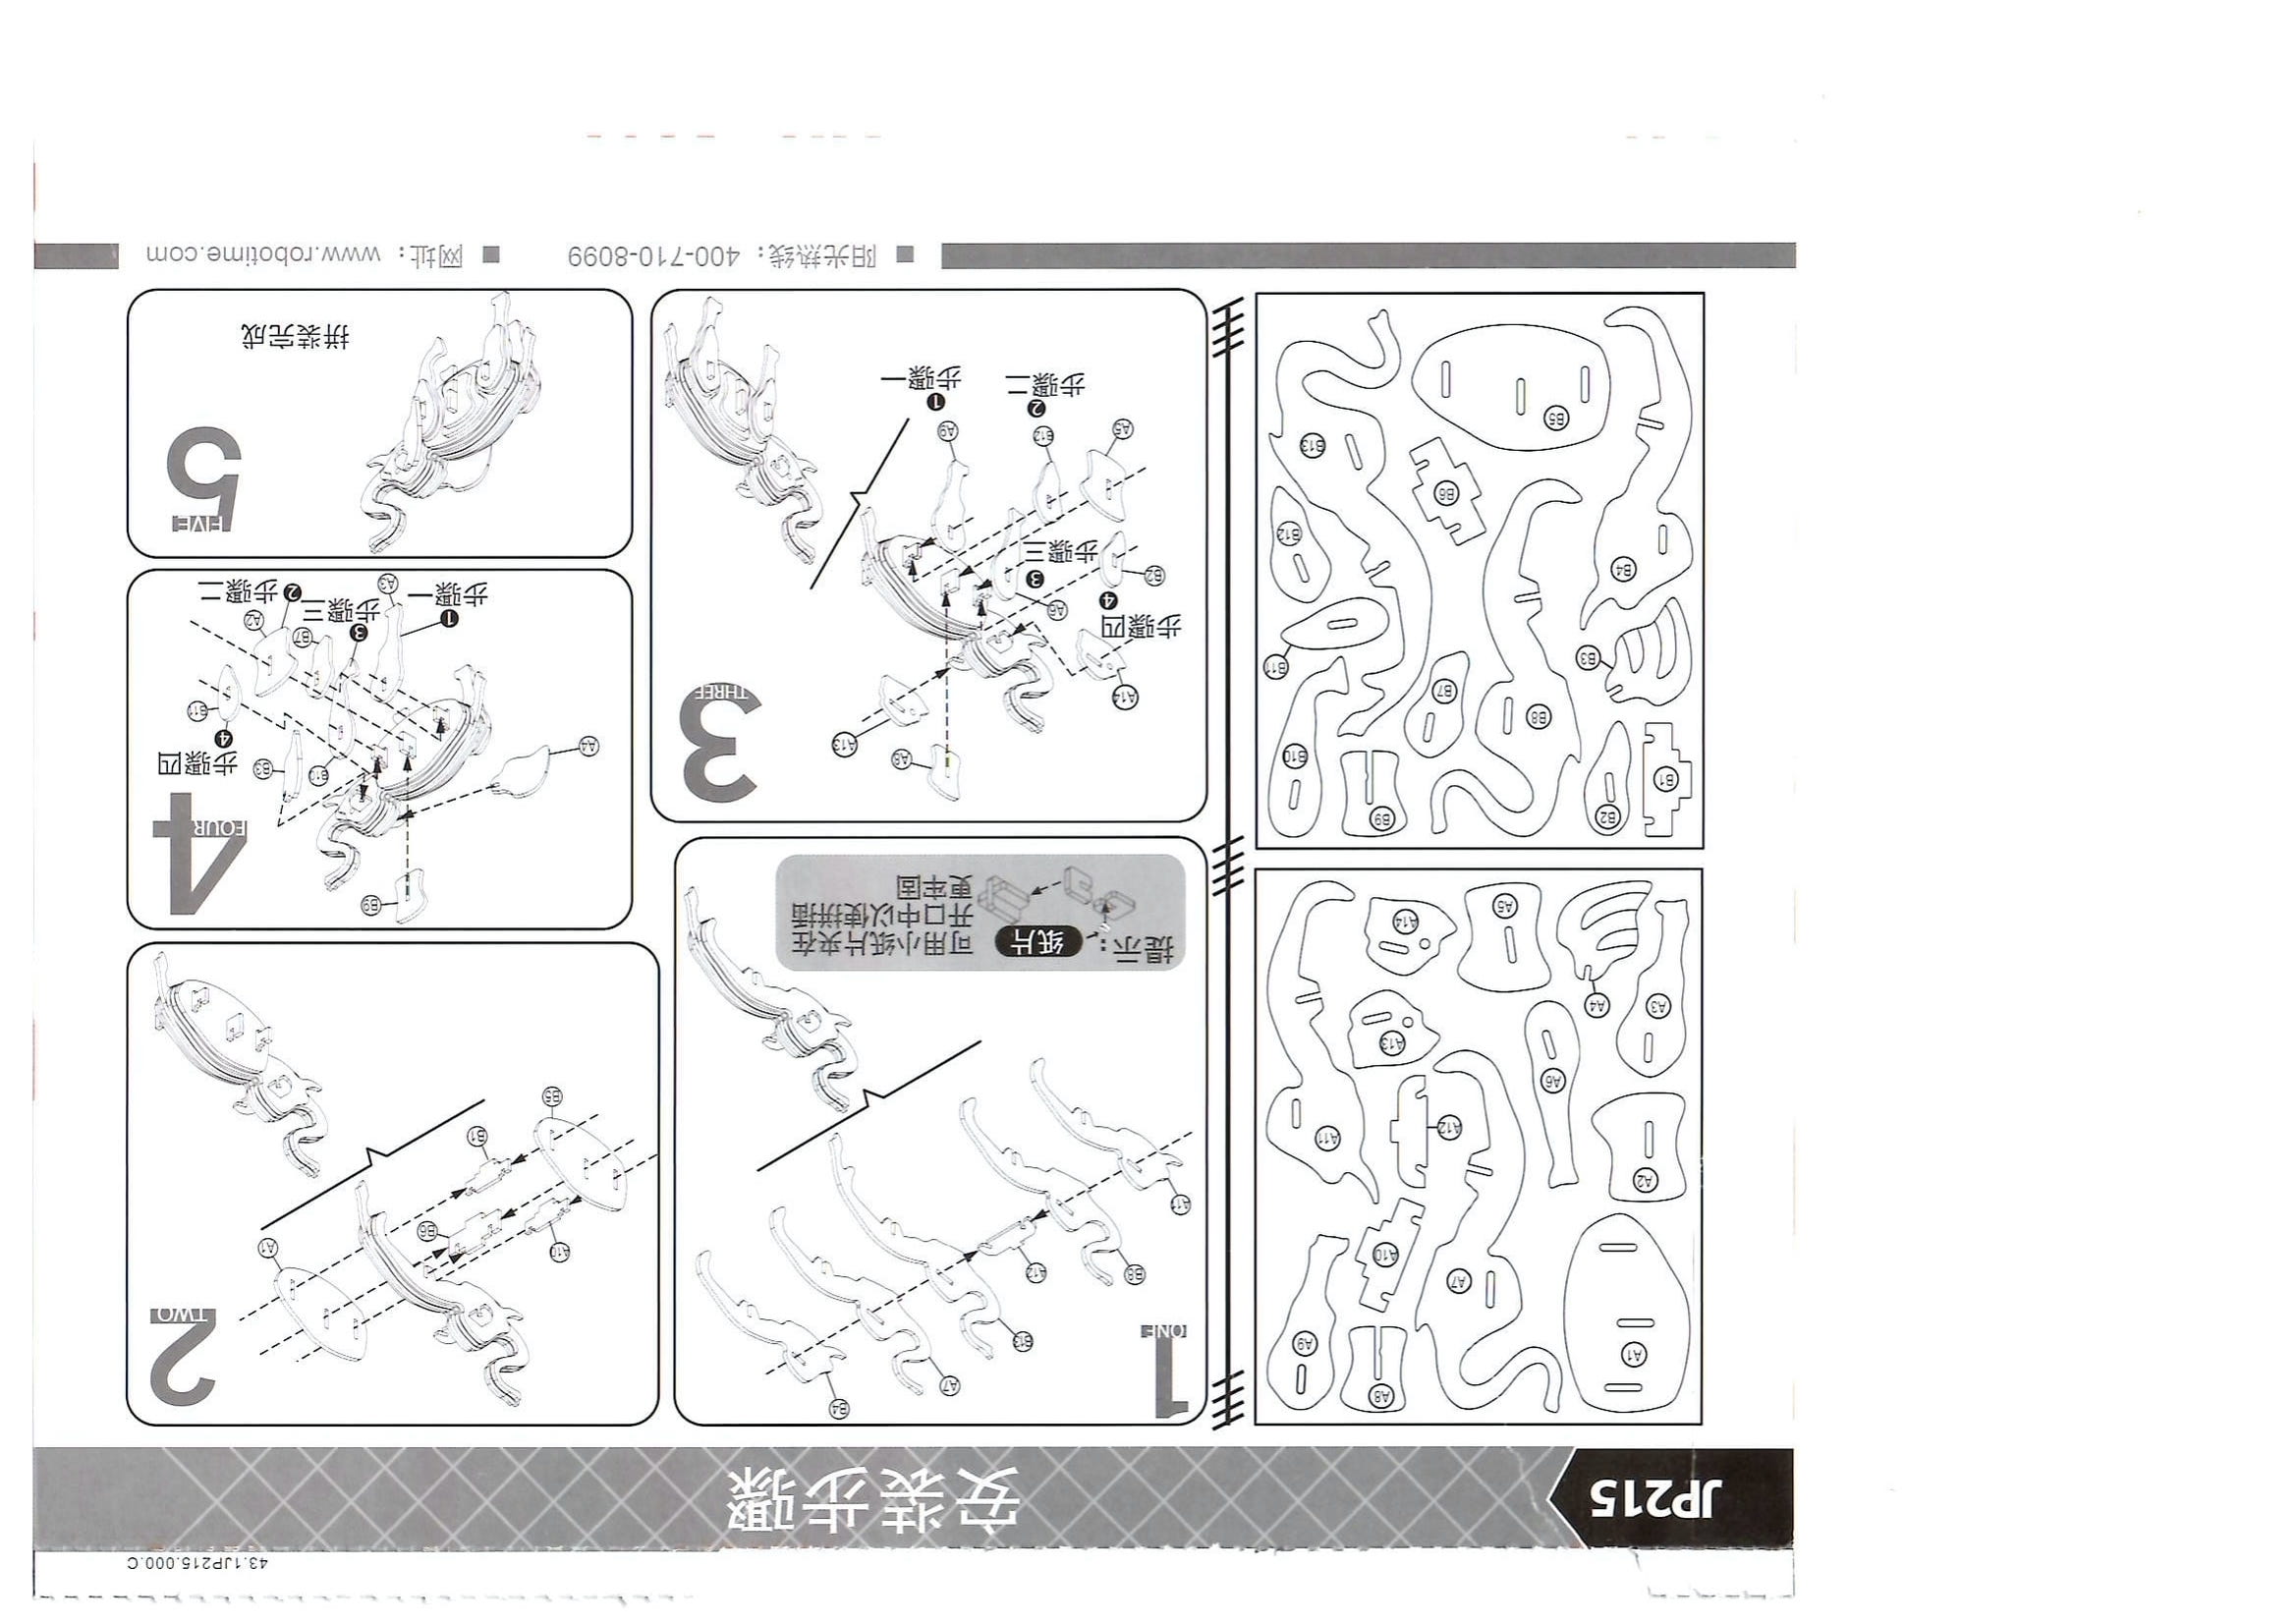 43.1JP215.000.C
JP215
安装步骤
A1
A2
A3
A4
A5
A6
A7
A8
A9
A10
A11
A12
A13
A14
B1
B2
B3
B4
B5
B6
B7
B8
B9
B10
B11
B12
B13
1
ONE
A11
B8
A12
B13
A7
B4
提示：
纸片
可用小纸片夹在
开口中以使拼插
更牢固
2
TWO
A10
B5
B1
B6
A1
3
THREE
A14
步骤四
4
B2
A5
步骤三
3
A6
B12
步骤二
2
A9
步骤一
1
A8
A13
4
FOUR
A4
B9
步骤一
1
A3
步骤三
3
B7
B10
2
步骤二
A2
B3
B11
4
步骤四
5
FIVE
拼装完成
阳光热线：400-710-8099
网址：www.robotime.com